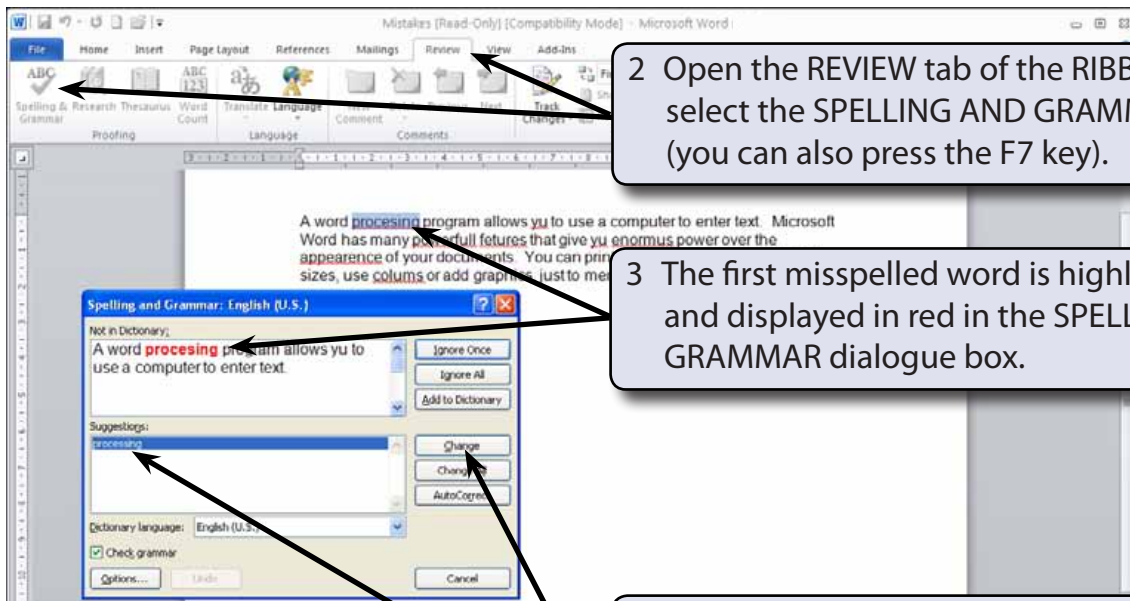 Mistakes [Read-Only] [Compatibility Mode] - Microsoft Word
File Home Insert Page Layout References Mailings Review View Add-Ins
ABC
ABC
123
Spelling &
Grammar
Research Thesaurus Word
Count
Translate Language
Comment
Track
Changes
Proofing Language Comments
2 Open the REVIEW tab of the RIBB
select the SPELLING AND GRAMM
(you can also press the F7 key).
A word procesing program allows yu to use a computer to enter text. Microsoft
Word has many powerfull fetures that give yu enormus power over the
appearence of your documents. You can prin
sizes, use colums or add graphics, just to me
3 The first misspelled word is highl
and displayed in red in the SPELL
GRAMMAR dialogue box.
Spelling and Grammar: English (U.S.)
Not in Dictionary:
A word procesing program allows yu to
use a computer to enter text.
Ignore Once
Ignore All
Add to Dictionary
Suggestions:
processing
Change
AutoCorrect
Dictionary language: English (U.S.)
Check grammar
Options... Undo Cancel